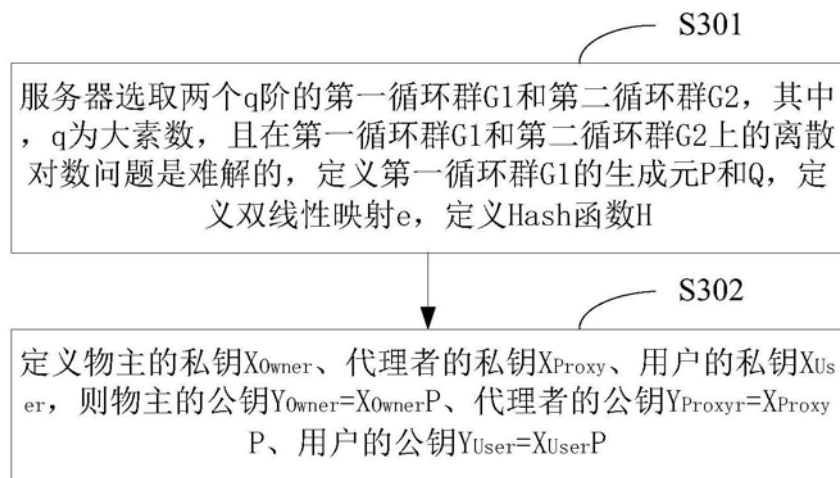 S301
服务器选取两个q阶的第一循环群G1和第二循环群G2，其中
，q为大素数，且在第一循环群G1和第二循环群G2上的离散
对数问题是难解的，定义第一循环群G1的生成元P和Q，定
义双线性映射e，定义Hash函数H
S302
定义物主的私钥XOwner、代理者的私钥XProxy、用户的私钥XUs
er，则物主的公钥YOwner=XOwnerP、代理者的公钥YProxyr=XProxy
P、用户的公钥YUser=XUserP